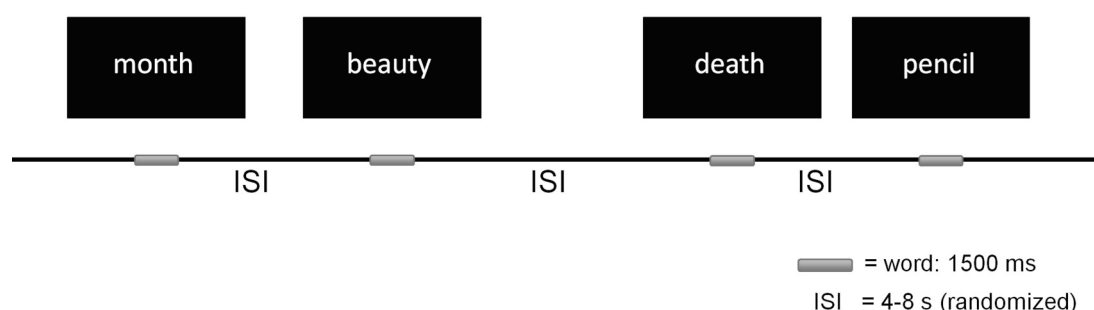 month beauty death pencil
ISI ISI ISI
= word: 1500 ms
ISI = 4-8 s (randomized)